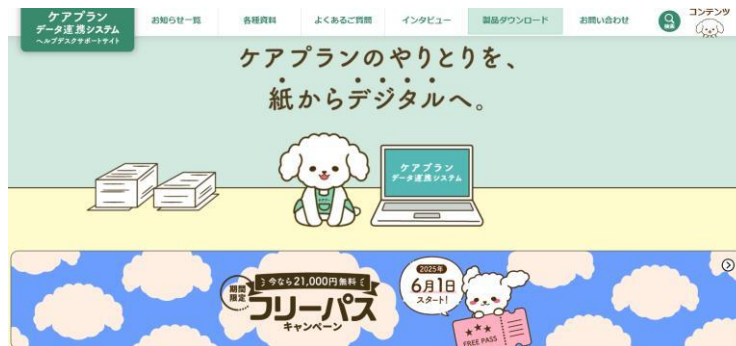 ケアプラン
データ連携システム
ヘルプデスクサポートサイト
お知らせ一覧
各種資料
よくあるご質問
インタビュー
製品ダウンロード
お問い合わせ
検索
コンテンツ
ケアプランのやりとりを、
紙からデジタルへ。
ケアプラン
データ連携システム
期間
限定
今なら21,000円無料
フリーパス
キャンペーン
2025年
6月1日
スタート!
FREE PASS